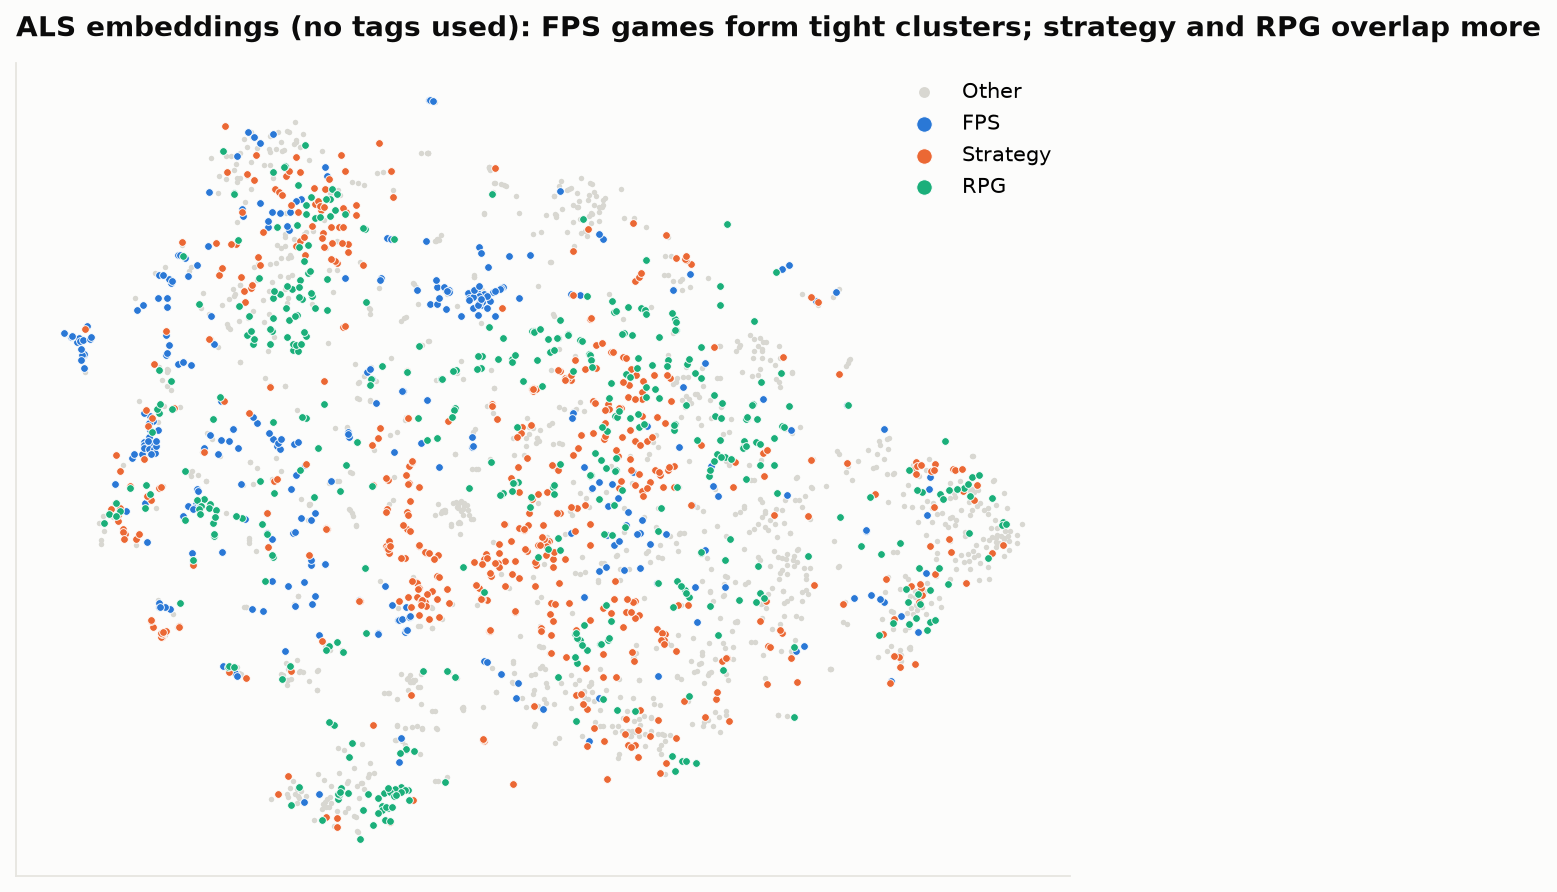 ALS embeddings (no tags used): FPS games form tight clusters; strategy and RPG overlap more
Other
FPS
Strategy
RPG